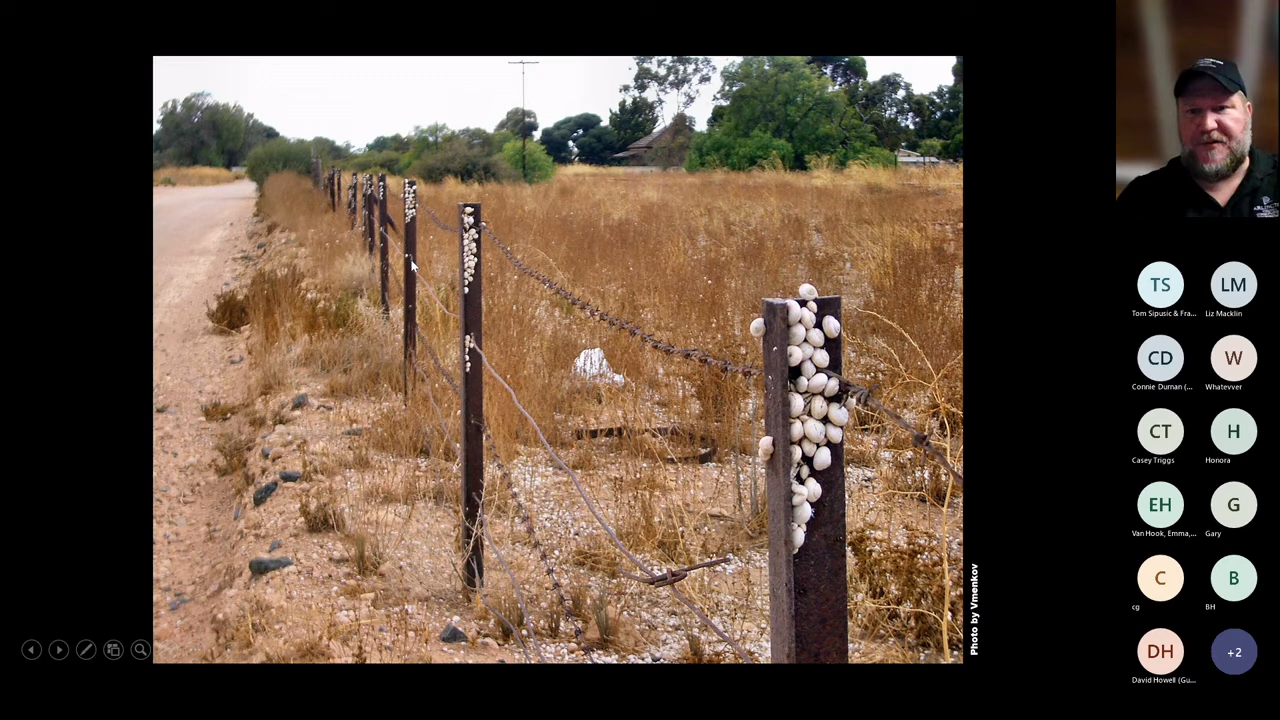 Photo by Vmenkov
TS
Tom Sipusic & Fra...
LM
Liz Macklin
CD
Connie Durnan (...
W
Whatevver
CT
Casey Triggs
H
Honora
EH
Van Hook, Emma,...
G
Gary
C
cg
B
BH
DH
David Howell (Gu...
+2